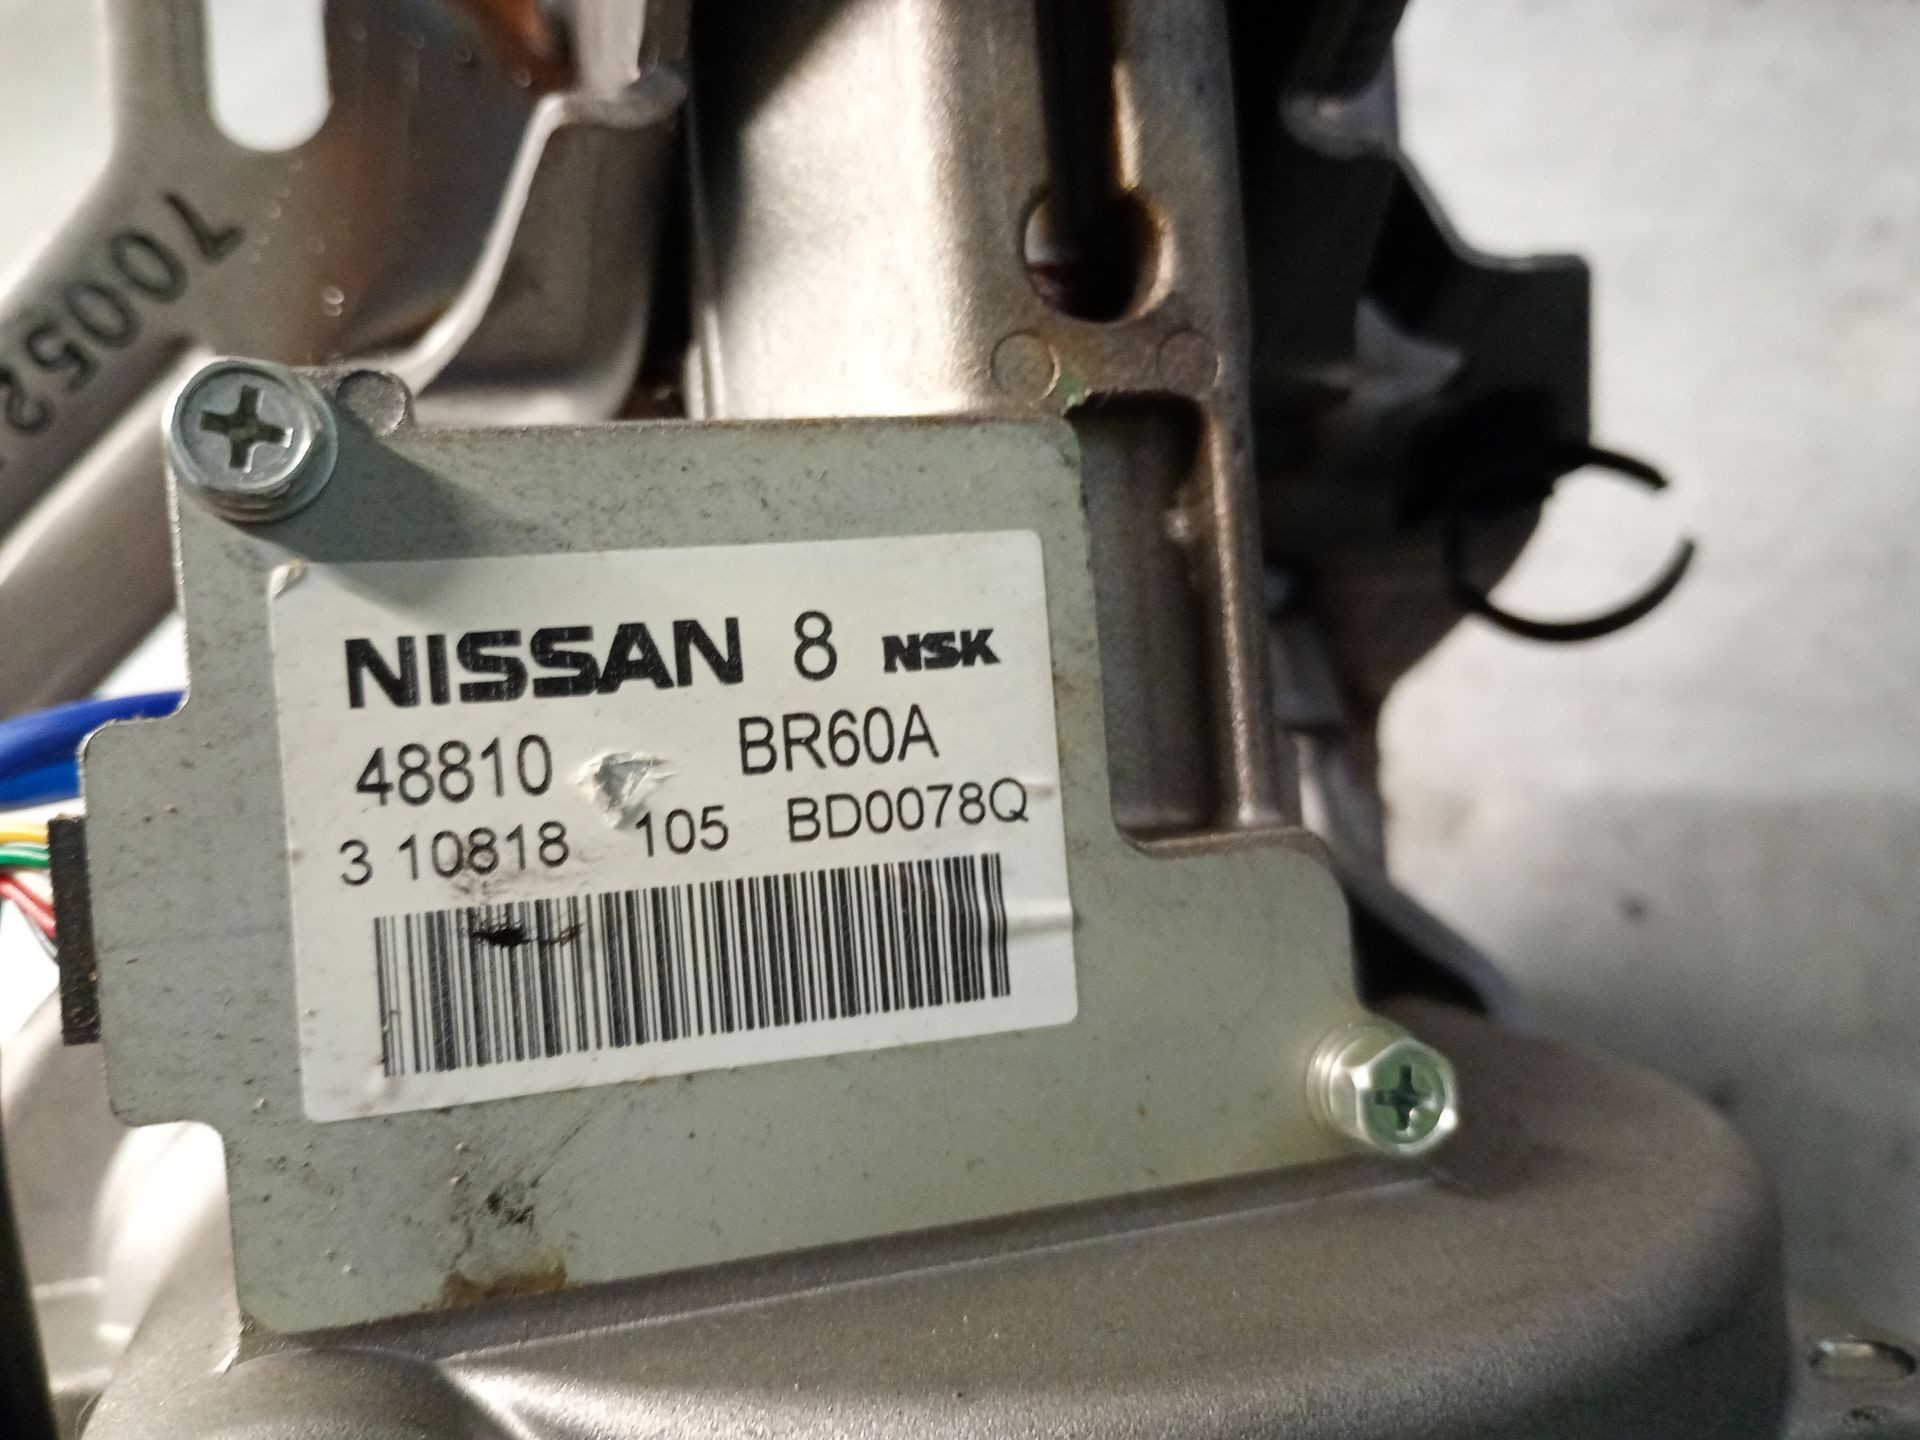 70052
NISSAN 8 NSK
48810 BR60A
3 10818 105 BD0078Q